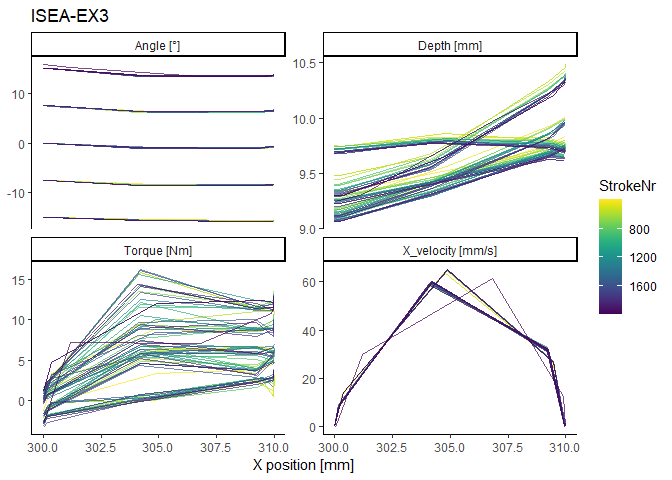 ISEA-EX3
Angle [°]
Depth [mm]
10
0
-10
10.5
10.0
9.5
9.0
StrokeNr
800
1200
1600
Torque [Nm]
X_velocity [mm/s]
15
10
5
0
60
40
20
0
300.0 302.5 305.0 307.5 310.0
300.0 302.5 305.0 307.5 310.0
X position [mm]